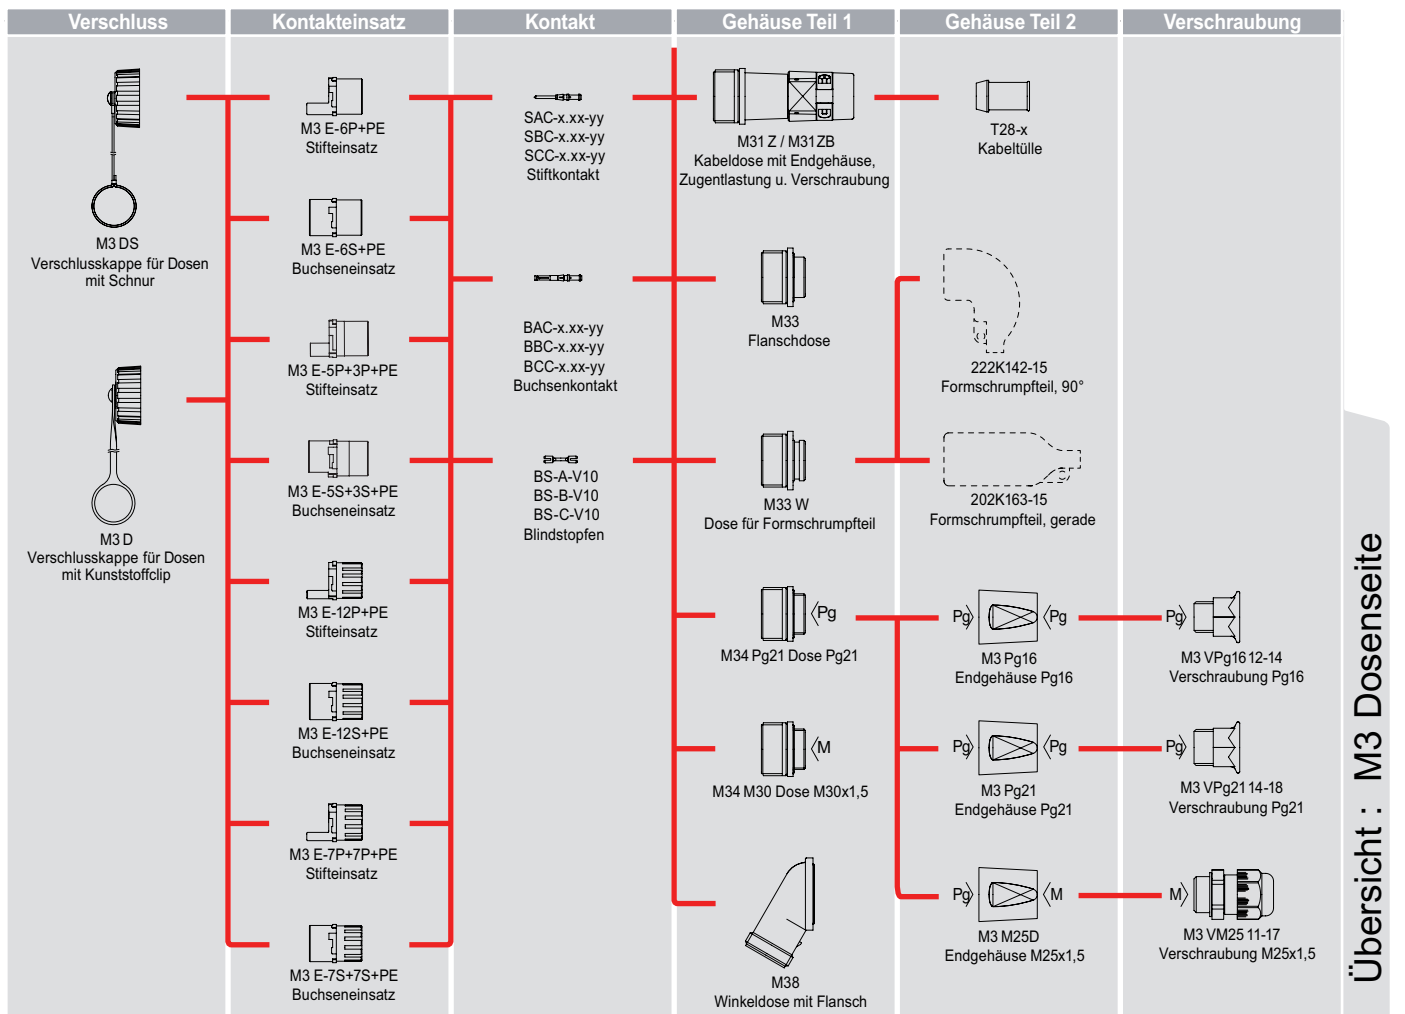 Verschluss
Kontakteinsatz
Kontakt
Gehäuse Teil 1
Gehäuse Teil 2
Verschraubung
M3 DS
Verschlusskappe für Dosen
mit Schnur
M3 D
Verschlusskappe für Dosen
mit Kunststoffclip
M3 E-6P+PE
Stifteinsatz
M3 E-6S+PE
Buchseneinsatz
M3 E-5P+3P+PE
Stifteinsatz
M3 E-5S+3S+PE
Buchseneinsatz
M3 E-12P+PE
Stifteinsatz
M3 E-12S+PE
Buchseneinsatz
M3 E-7P+7P+PE
Stifteinsatz
M3 E-7S+7S+PE
Buchseneinsatz
SAC-x.xx-yy
SBC-x.xx-yy
SCC-x.xx-yy
Stiftkontakt
BAC-x.xx-yy
BBC-x.xx-yy
BCC-x.xx-yy
Buchsenkontakt
BS-A-V10
BS-B-V10
BS-C-V10
Blindstopfen
M31 Z / M31 ZB
Kabeldose mit Endgehäuse,
Zugentlastung u. Verschraubung
M33
Flanschdose
M33 W
Dose für Formschrumpfteil
Pg
M34 Pg21 Dose Pg21
M
M34 M30 Dose M30x1,5
M38
Winkeldose mit Flansch
T28-x
Kabeltülle
222K142-15
Formschrumpfteil, 90°
202K163-15
Formschrumpfteil, gerade
Pg Pg
M3 Pg16
Endgehäuse Pg16
Pg Pg
M3 Pg21
Endgehäuse Pg21
Pg M
M3 M25D
Endgehäuse M25x1,5
Pg
M3 VPg16 12-14
Verschraubung Pg16
Pg
M3 VPg21 14-18
Verschraubung Pg21
M
M3 VM25 11-17
Verschraubung M25x1,5
Übersicht : M3 Dosenseite